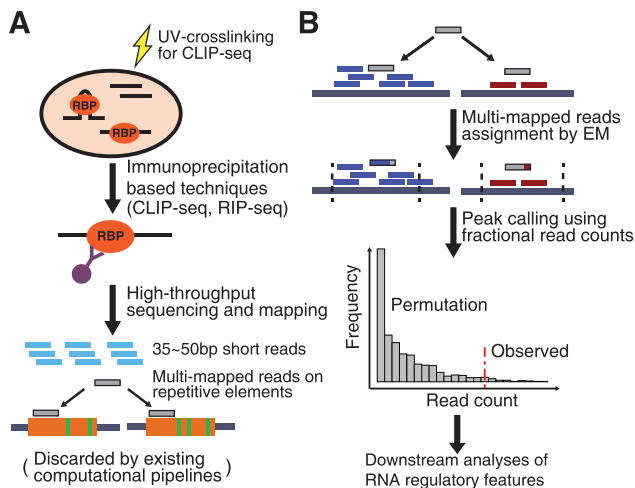 A
UV-crosslinking
for CLIP-seq
RBP
RBP
Immunoprecipitation
based techniques
(CLIP-seq, RIP-seq)
RBP
High-throughput
sequencing and mapping
35~50bp short reads
Multi-mapped reads on
repetitive elements
( Discarded by existing
computational pipelines )
B
Multi-mapped reads
assignment by EM
Peak calling using
fractional read counts
Frequency
Permutation
Observed
Read count
Downstream analyses of
RNA regulatory features